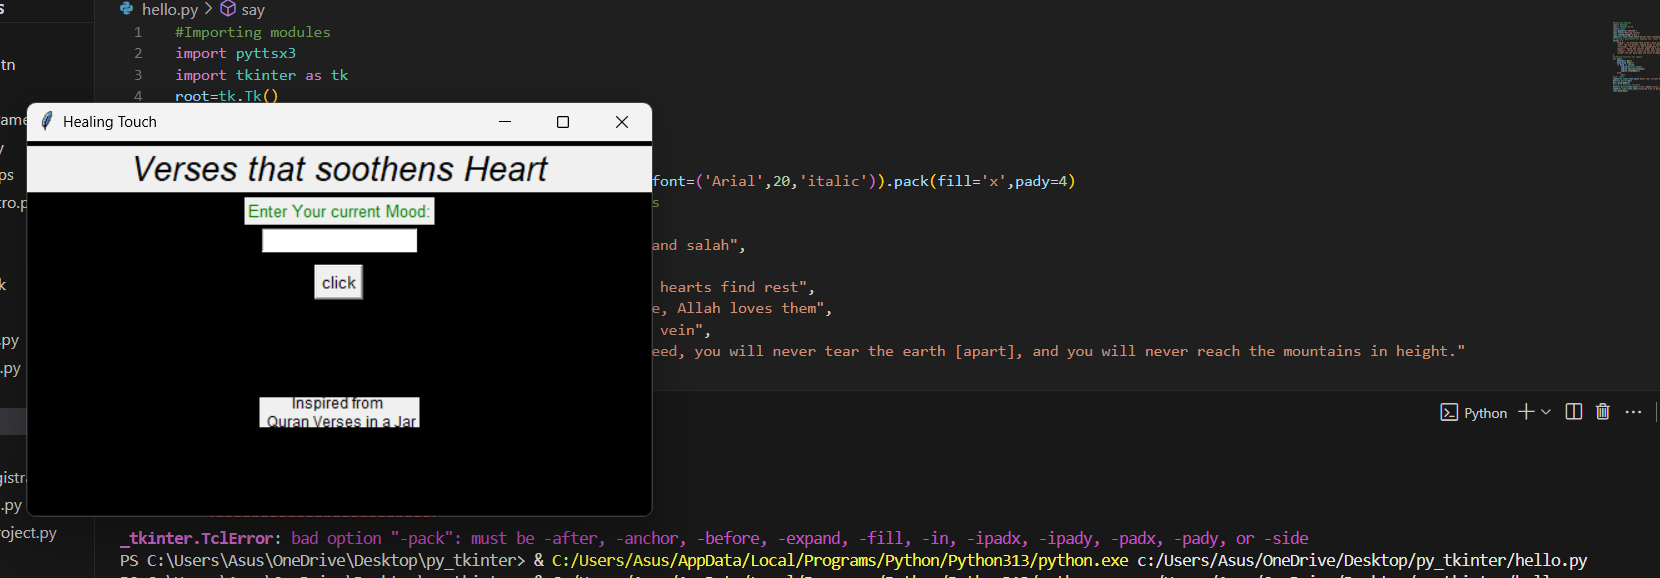 s
hello.py > say
1 #Importing modules
tn
2 import pyttsx3
3 import tkinter as tk
4 root=tk.Tk()
rame
Healing Touch
y
Verses that soothens Heart
ps
font=('Arial',20,'italic')).pack(fill='x',pady=4)
tro.p
s
Enter Your current Mood:
and salah",
click
k
hearts find rest",
e, Allah loves them",
vein",
.py
eed, you will never tear the earth [apart], and you will never reach the mountains in height."
.py
Inspired from
Quran Verses in a Jar
Python
gistra
.py
roject.py
_tkinter.TclError: bad option "-pack": must be -after, -anchor, -before, -expand, -fill, -in, -ipadx, -ipady, -padx, -pady, or -side
PS C:\Users\Asus\OneDrive\Desktop\py_tkinter> & C:/Users/Asus/AppData/Local/Programs/Python/Python313/python.exe c:/Users/Asus/OneDrive/Desktop/py_tkinter/hello.py